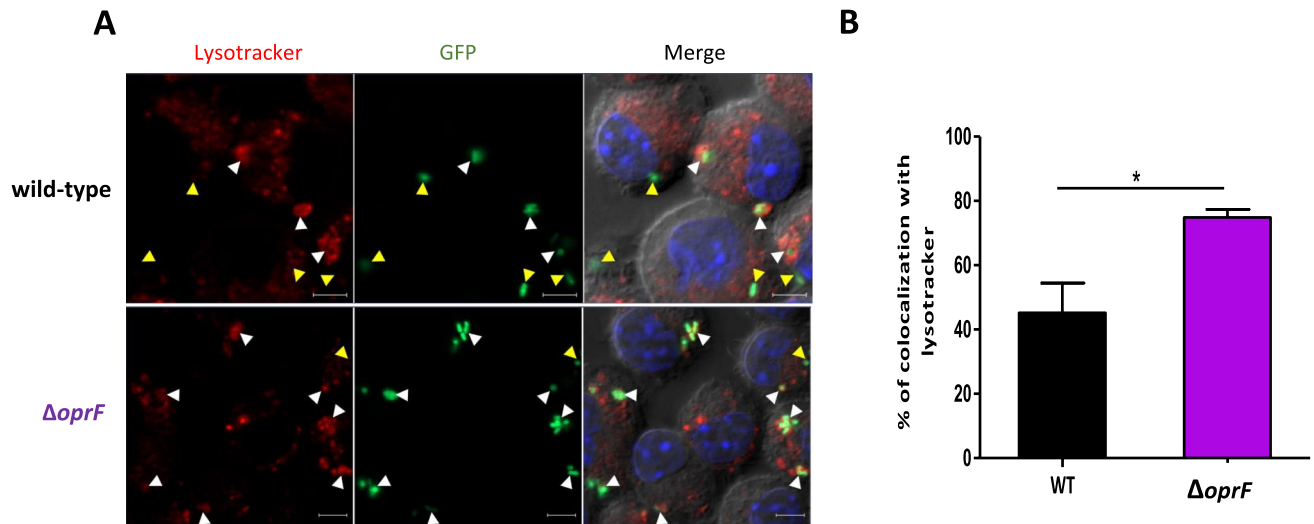 A
B
Lysotracker
GFP
Merge
wild-type
ΔoprF
% of colocalization with
lysotracker
100
80
60
40
20
0
*
WT
ΔoprF